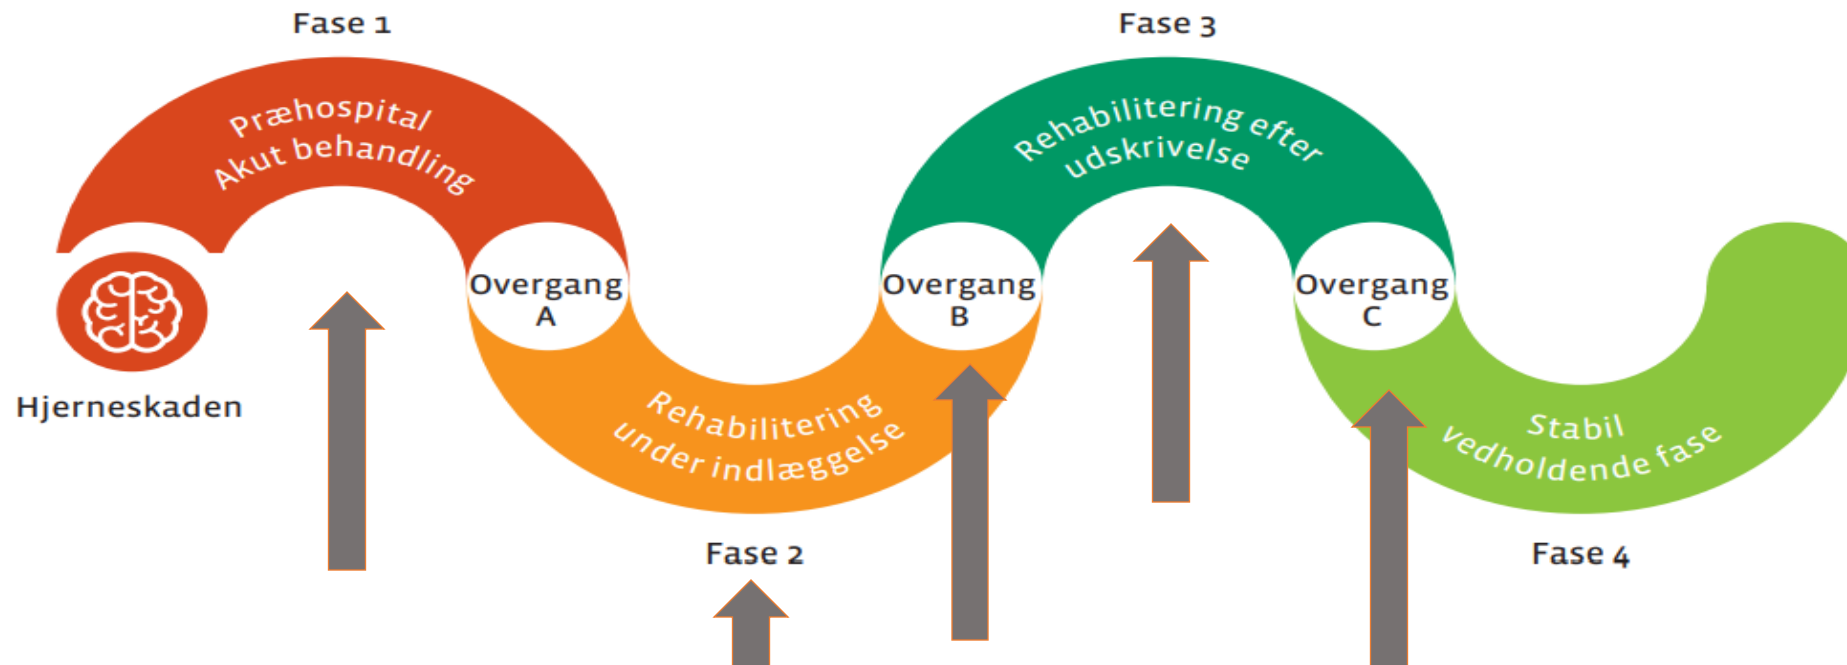 Fase 1
Præhospital
Akut behandling
Hjerneskaden
Overgang
A
Rehabilitering
under indlæggelse
Fase 2
Overgang
B
Fase 3
Rehabilitering efter
udskrivelse
Overgang
C
Stabil
vedholdende fase
Fase 4